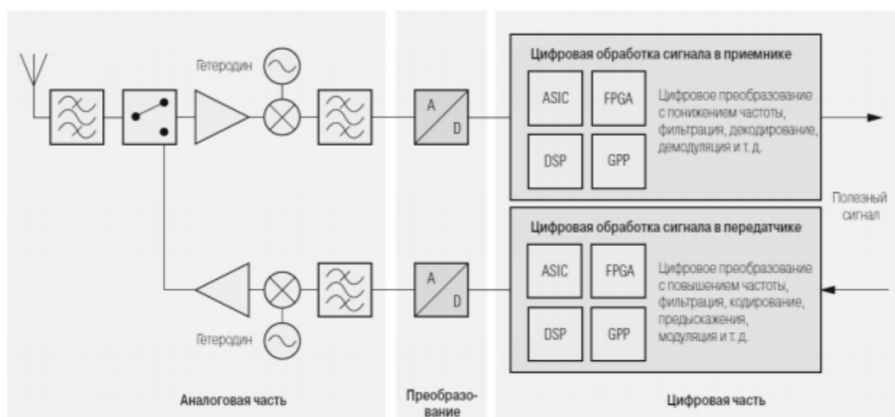 Гетеродин
A
D
Цифровая обработка сигнала в приемнике
ASIC
FPGA
DSP
GPP
Цифровое преобразование
с понижением частоты,
фильтрация, декодирование,
демодуляция и т. д.
Полезный
сигнал
Гетеродин
A
D
Цифровая обработка сигнала в передатчике
ASIC
FPGA
DSP
GPP
Цифровое преобразование
с повышением частоты,
фильтрация, кодирование,
предыскажения,
модуляция и т. д.
Аналоговая часть
Преобразо-
вание
Цифровая часть